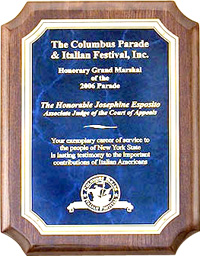 The Columbus Parade
& Italian Festival, Inc.
Honorary Grand Marshal
of the
2006 Parade
The Honorable Josephine Esposito
Associate Judge of the Court of Appeals
Your exemplary career of service to
the people of New York State
is lasting testimony to the important
contributions of Italian Americans